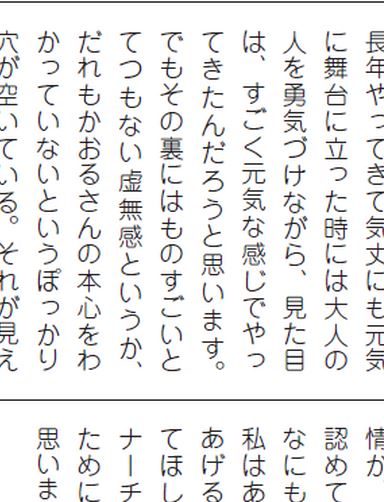 長年やってきて気丈にも元気
に舞台に立った時には大人の
人を勇気づけながら、見た目
は、すごく元気な感じでやっ
てきたんだろうと思います。
でもその裏にはものすごいと
てつもない虚無感というか、
だれもかおるさんの本心をわ
かっていないというぽっかり
穴が空いている。それが見え
情か
認めて
なにも
私はあ
あげる
てほし
ナーチ
ために
思いま